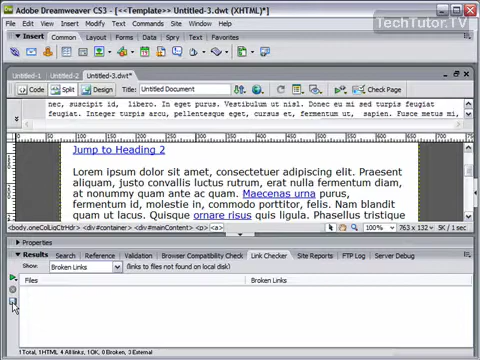 Adobe Dreamweaver CS3 - [<<Template>> Untitled-3.dwt (XHTML)*]
TechTutor.TV
File Edit View Insert Modify Text Commands Site Window Help
Insert Common Layout Forms Data Spry Text Favorites
Untitled-1 Untitled-2 Untitled-3.dwt*
Code Split Design Title: Untitled Document Check Page
nec, suscipit id, libero. In eget purus. Vestibulum ut nisl. Donec eu mi sed turpis feugiat
feugiat. Integer turpis arcu, pellentesque eget, cursus et, fermentum ut, sapien. Fusce metus mi,
Jump to Heading 2
Lorem ipsum dolor sit amet, consectetuer adipiscing elit. Praesent
aliquam, justo convallis luctus rutrum, erat nulla fermentum diam,
at nonummy quam ante ac quam. Maecenas urna purus,
fermentum id, molestie in, commodo porttitor, felis. Nam blandit
quam ut lacus. Quisque ornare risus quis ligula. Phasellus tristique
<body.oneColLiqCtrHdr> <div#container> <div#mainContent> <p> <a> 100% 763 x 132 5K / 1 sec
Properties
Results Search Reference Validation Browser Compatibility Check Link Checker Site Reports FTP Log Server Debug
Show: Broken Links (links to files not found on local disk)
Files Broken Links
1Total, 1HTML 4 All links, 1OK, 0 Broken, 3 External